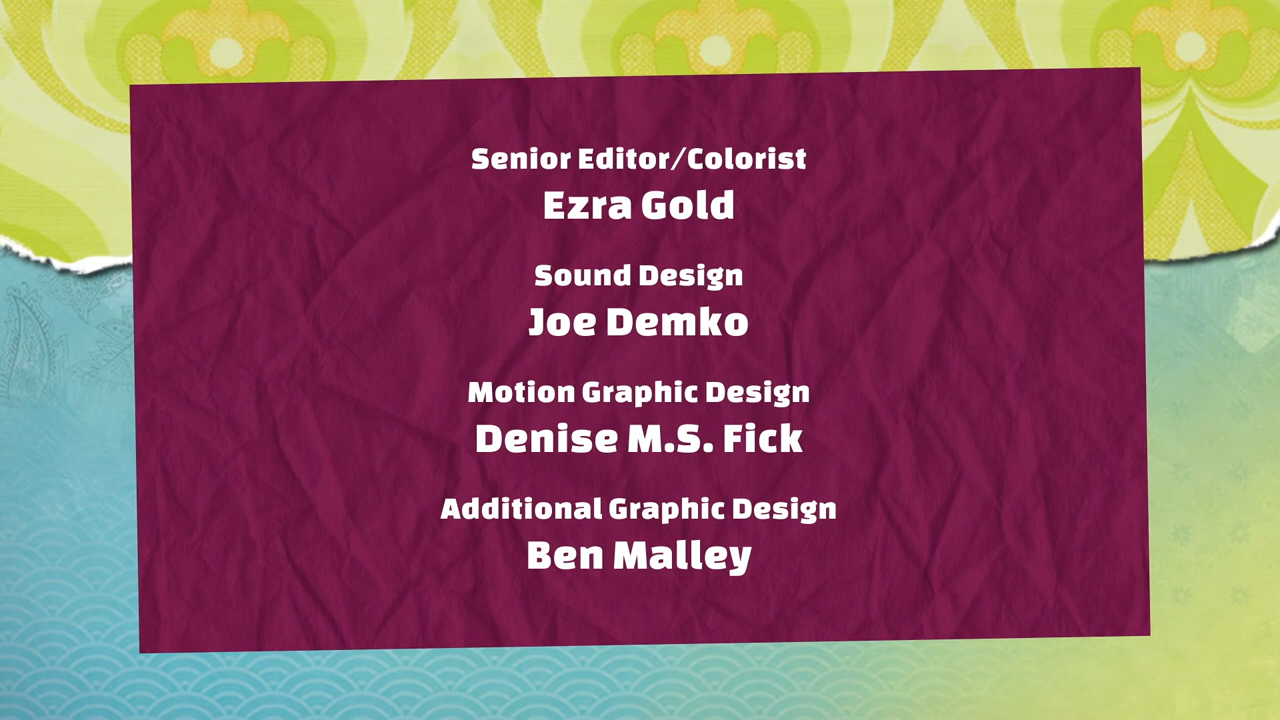 Senior Editor/Colorist
Ezra Gold
Sound Design
Joe Demko
Motion Graphic Design
Denise M.S. Fick
Additional Graphic Design
Ben Malley